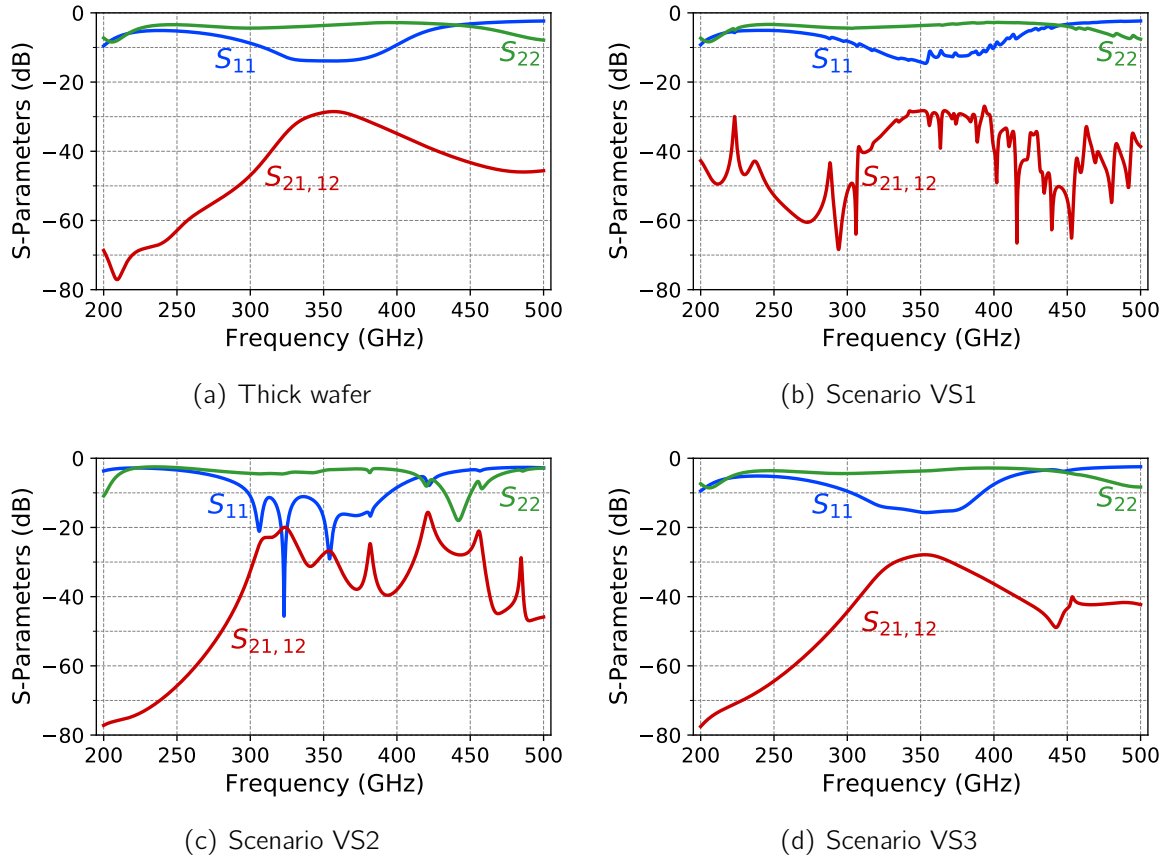 0
−20
−40
−60
−80
S-Parameters (dB)
S11
S22
S21,12
200 250 300 350 400 450 500
Frequency (GHz)
(a) Thick wafer
0
−20
−40
−60
−80
S-Parameters (dB)
S11
S22
S21,12
200 250 300 350 400 450 500
Frequency (GHz)
(b) Scenario VS1
0
−20
−40
−60
−80
S-Parameters (dB)
S11
S22
S21,12
200 250 300 350 400 450 500
Frequency (GHz)
(c) Scenario VS2
0
−20
−40
−60
−80
S-Parameters (dB)
S11
S22
S21,12
200 250 300 350 400 450 500
Frequency (GHz)
(d) Scenario VS3